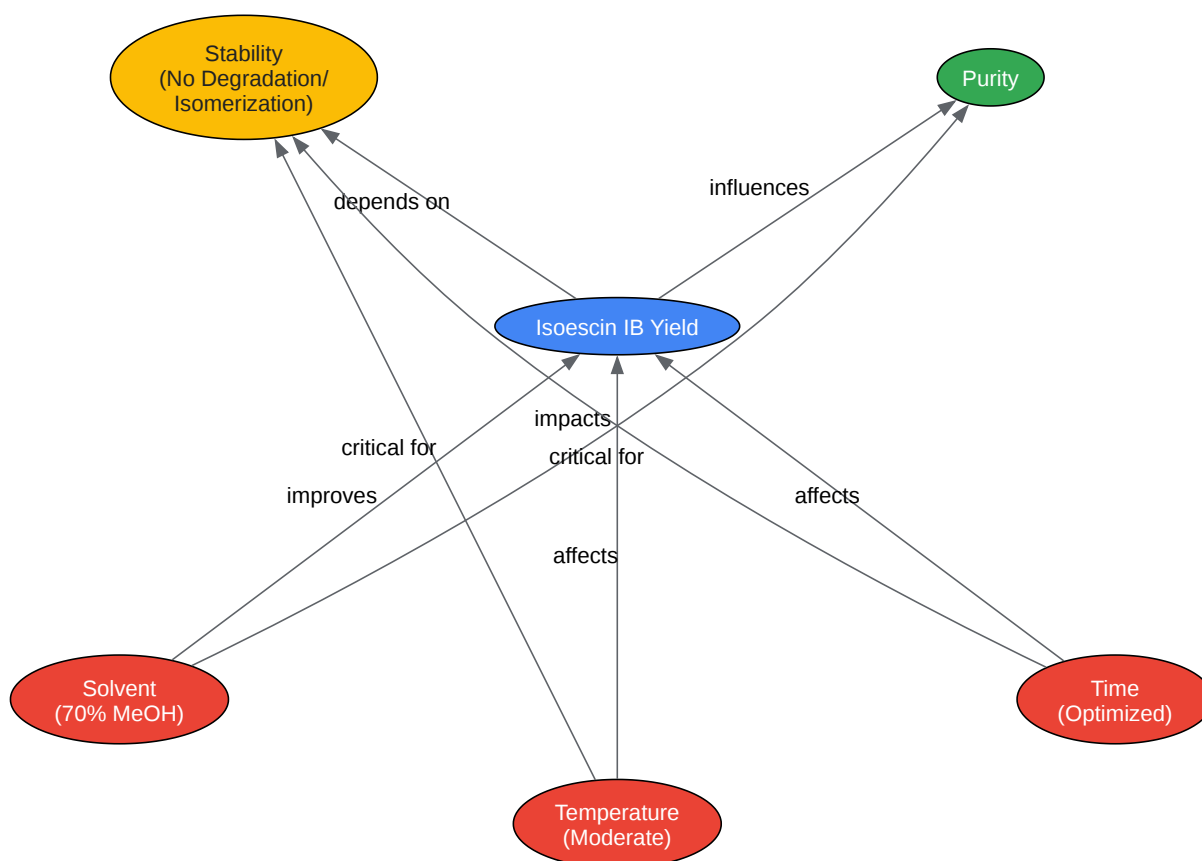 Stability
(No Degradation/
Isomerization)
Purity
influences
depends on
Isoescin IB Yield
impacts
critical for
critical for
improves
affects
affects
Solvent
(70% MeOH)
Time
(Optimized)
Temperature
(Moderate)